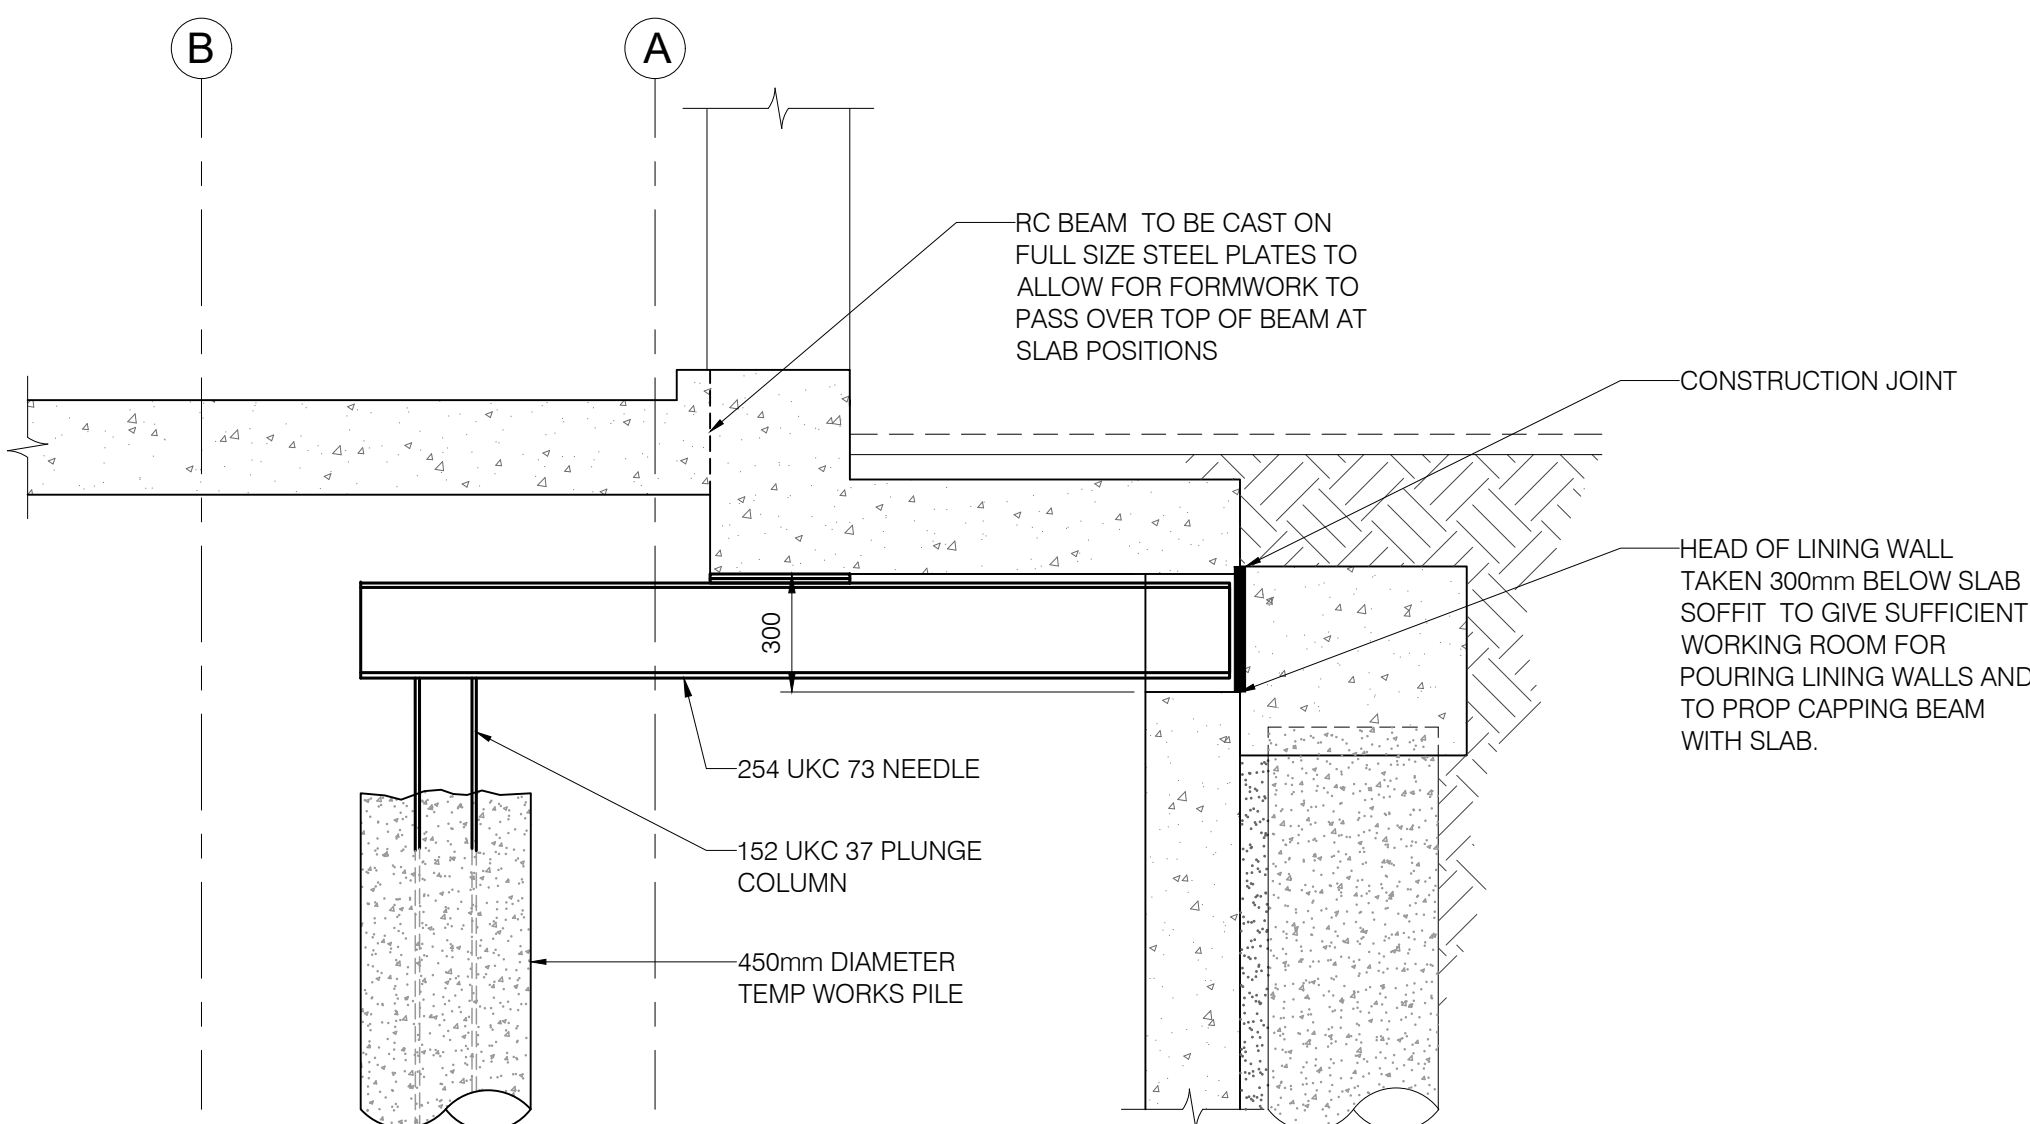 B
A
RC BEAM TO BE CAST ON
FULL SIZE STEEL PLATES TO
ALLOW FOR FORMWORK TO
PASS OVER TOP OF BEAM AT
SLAB POSITIONS
CONSTRUCTION JOINT
HEAD OF LINING WALL
TAKEN 300mm BELOW SLAB
SOFFIT TO GIVE SUFFICIENT
WORKING ROOM FOR
POURING LINING WALLS AND
TO PROP CAPPING BEAM
WITH SLAB.
300
254 UKC 73 NEEDLE
152 UKC 37 PLUNGE
COLUMN
450mm DIAMETER
TEMP WORKS PILE